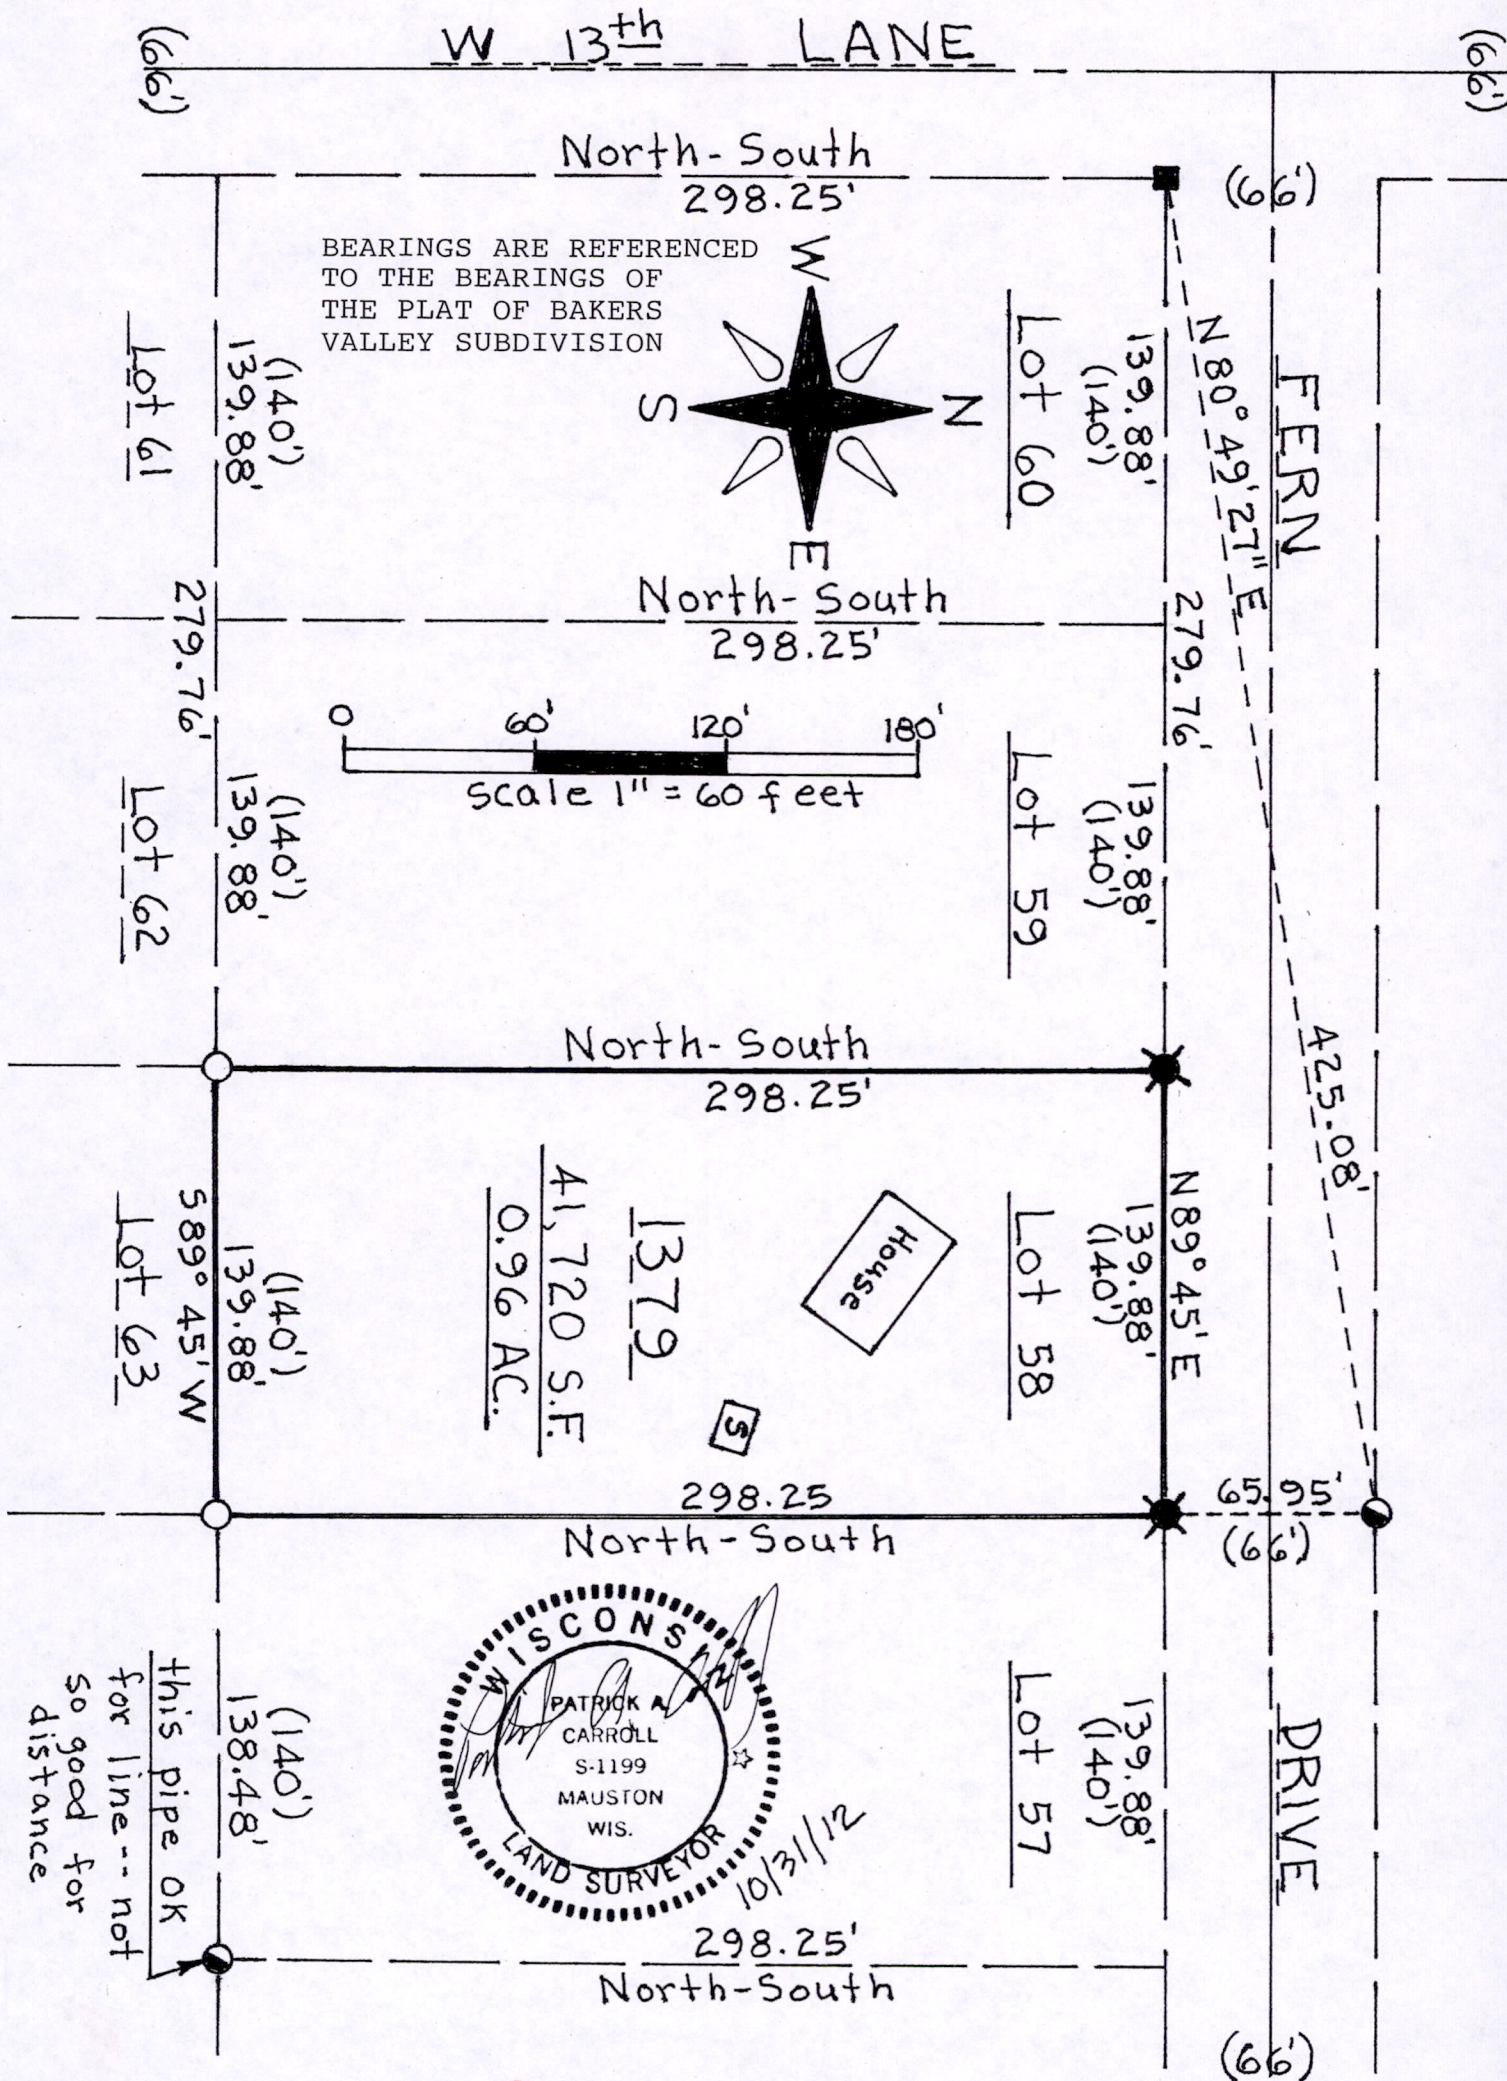 W 13th LANE
(66')
(66')
North-South
298.25'
(66')
BEARINGS ARE REFERENCED
TO THE BEARINGS OF
THE PLAT OF BAKERS
VALLEY SUBDIVISION
W
S
N
E
Lot 61
(140')
139.88'
Lot 60
139.88'
(140')
N80°49'27"E
FERN
North-South
298.25'
279.76'
279.76'
0 60' 120' 180'
Scale 1" = 60 feet
Lot 62
(140')
139.88'
Lot 59
139.88'
(140')
425.08'
North-South
298.25'
1379
41,720 S.F.
0.96 AC.
House
S
Lot 58
N89°45'E
139.88'
(140')
(140')
139.88'
S89°45'W
Lot 63
298.25
North-South
65.95'
(66')
WISCONSIN
PATRICK A.
CARROLL
S-1199
MAUSTON
WIS.
LAND SURVEYOR
10/31/12
Lot 57
139.88'
(140')
DRIVE
(140')
138.48'
this pipe OK
for line -- not
so good for
distance
298.25'
North-South
(66')